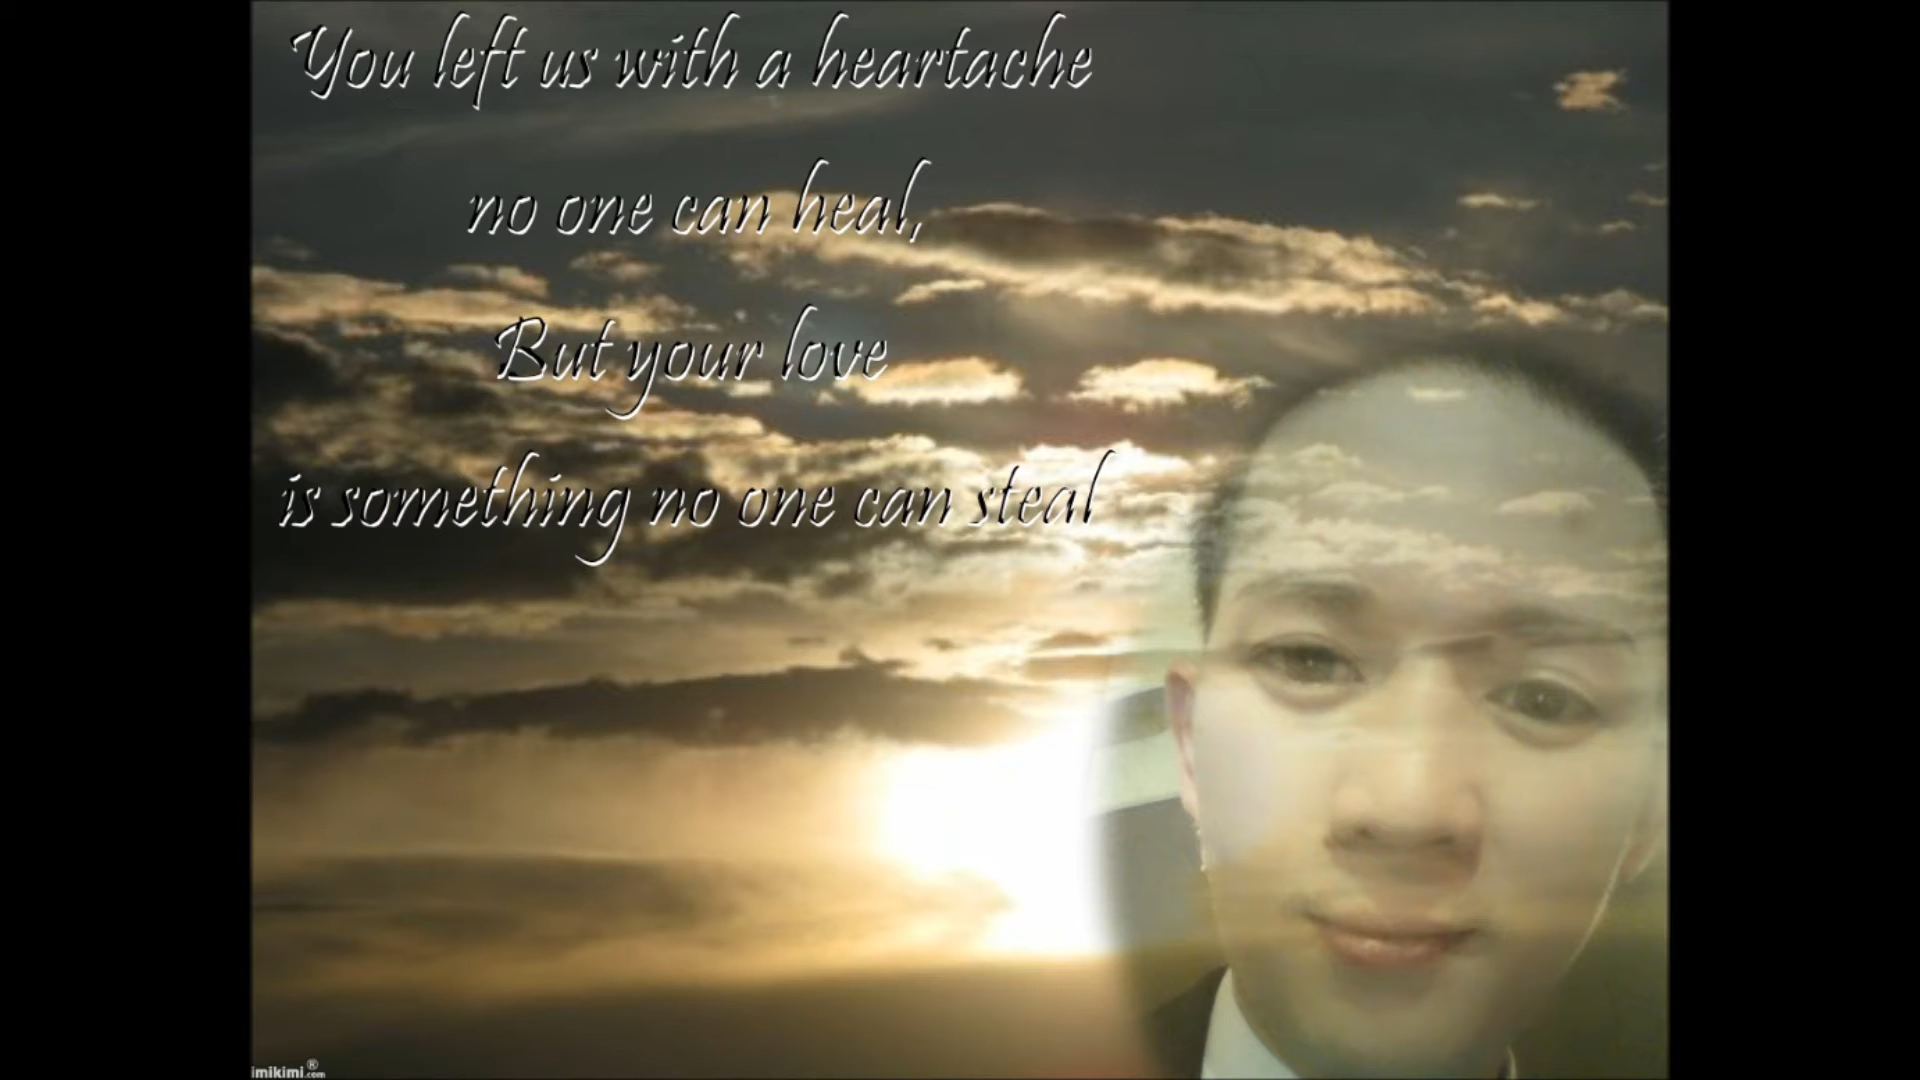 You left us with a heartache
no one can heal,
But your love
is something no one can steal
imikimi.com®